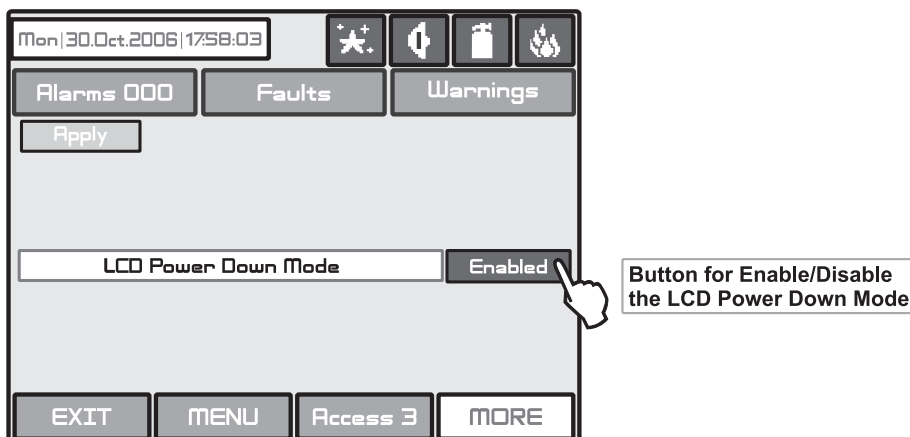 Mon|30.Oct.2006|17:58:03
Alarms 000 Faults Warnings
Apply
LCD Power Down Mode Enabled
Button for Enable/Disable
the LCD Power Down Mode
EXIT MENU Access 3 MORE